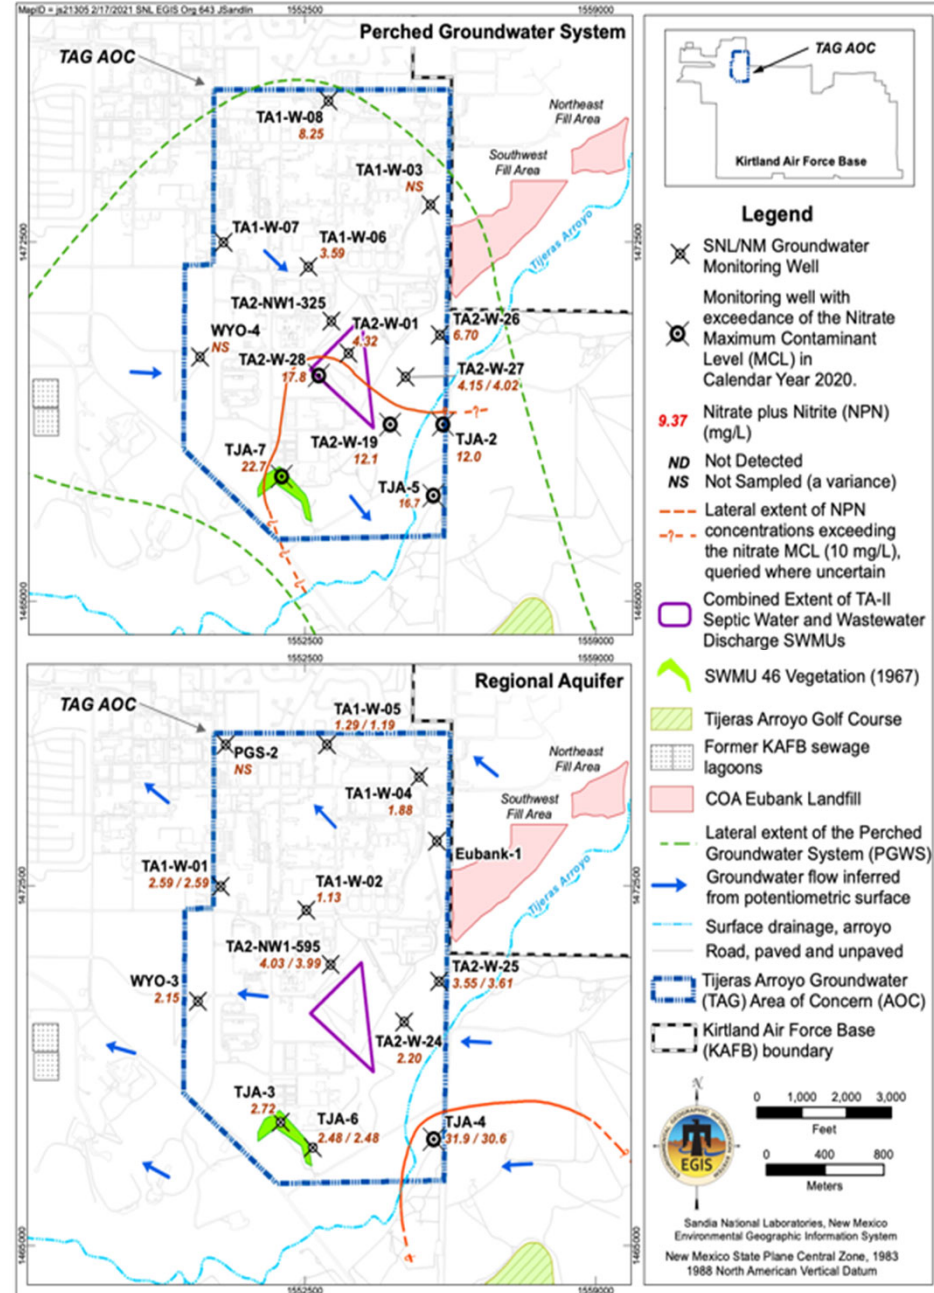 MapID = js21305 2/17/2021 SNL EGIS Org 643 JSandlin
1552500
1559000
Perched Groundwater System
TAG AOC
TA1-W-08
8.25
Northeast
Fill Area
Southwest
Fill Area
TA1-W-03
NS
Tijeras Arroyo
1472500
TA1-W-07
TA1-W-06
3.59
TA2-NW1-325
TA2-W-01
4.32
TA2-W-26
6.70
WYO-4
NS
TA2-W-28
17.8
TA2-W-27
4.15 / 4.02
-?-
TA2-W-19
12.1
TJA-2
12.0
TJA-7
22.7
TJA-5
16.7
-?-
1465000
1465000
1552500
1559000
1552500
1559000
Regional Aquifer
TAG AOC
TA1-W-05
1.29 / 1.19
PGS-2
NS
TA1-W-04
1.88
Northeast
Fill Area
Southwest
Fill Area
Eubank-1
Tijeras Arroyo
TA1-W-01
2.59 / 2.59
1472500
1472500
TA1-W-02
1.13
TA2-NW1-595
4.03 / 3.99
TA2-W-25
3.55 / 3.61
WYO-3
2.15
TA2-W-24
2.20
TJA-3
2.72
TJA-6
2.48 / 2.48
TJA-4
31.9 / 30.6
1465000
1465000
1552500
1559000
TAG AOC
Kirtland Air Force Base
Legend
SNL/NM Groundwater
Monitoring Well
Monitoring well with
exceedance of the Nitrate
Maximum Contaminant
Level (MCL) in
Calendar Year 2020.
9.37 Nitrate plus Nitrite (NPN)
(mg/L)
ND Not Detected
NS Not Sampled (a variance)
Lateral extent of NPN
-?- concentrations exceeding
the nitrate MCL (10 mg/L),
queried where uncertain
Combined Extent of TA-II
Septic Water and Wastewater
Discharge SWMUs
SWMU 46 Vegetation (1967)
Tijeras Arroyo Golf Course
Former KAFB sewage
lagoons
COA Eubank Landfill
Lateral extent of the Perched
Groundwater System (PGWS)
Groundwater flow inferred
from potentiometric surface
Surface drainage, arroyo
Road, paved and unpaved
Tijeras Arroyo Groundwater
(TAG) Area of Concern (AOC)
Kirtland Air Force Base
(KAFB) boundary
N
ENVIRONMENTAL GEOGRAPHIC INFORMATION SYSTEM
EGIS
0 1,000 2,000 3,000
Feet
0 400 800
Meters
Sandia National Laboratories, New Mexico
Environmental Geographic Information System
New Mexico State Plane Central Zone, 1983
1988 North American Vertical Datum